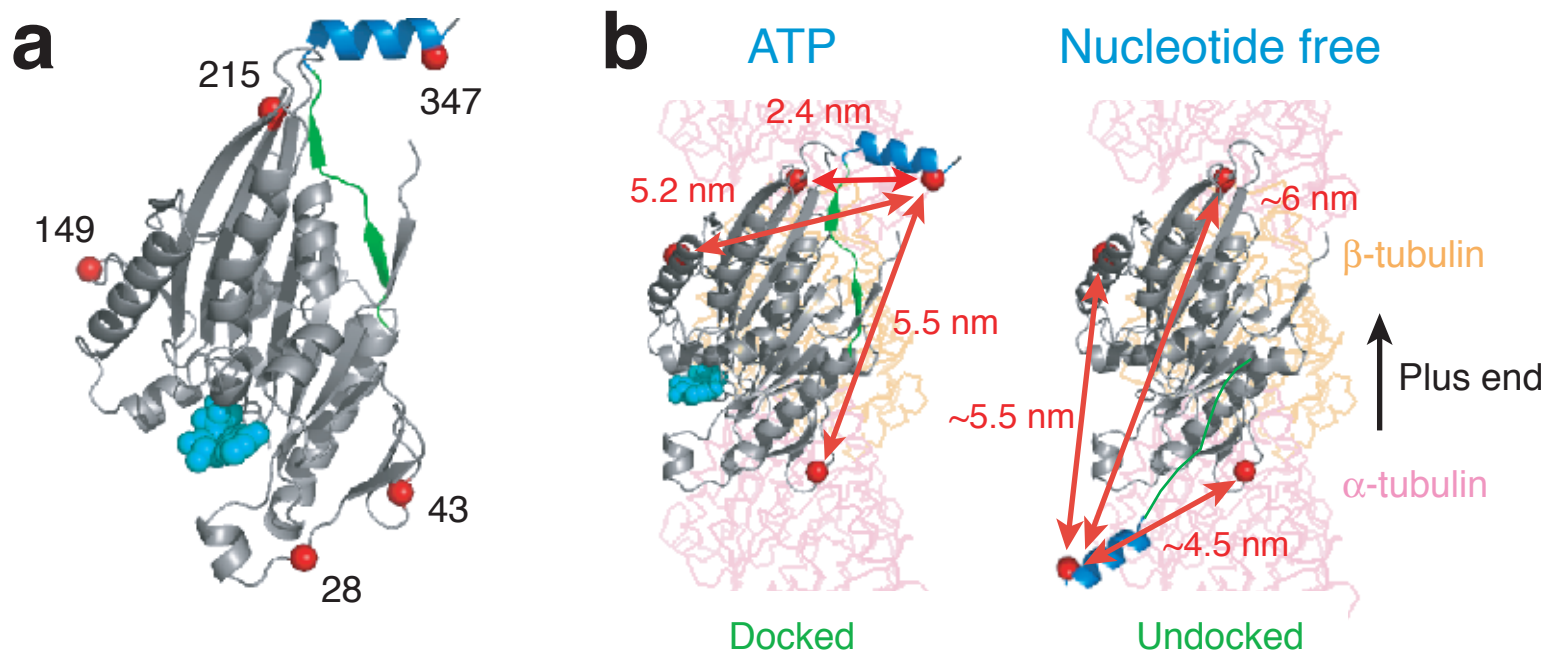 a
215
347
149
43
28
b
ATP
Nucleotide free
2.4 nm
5.2 nm
5.5 nm
~6 nm
β-tubulin
Plus end
~5.5 nm
α-tubulin
~4.5 nm
Docked
Undocked